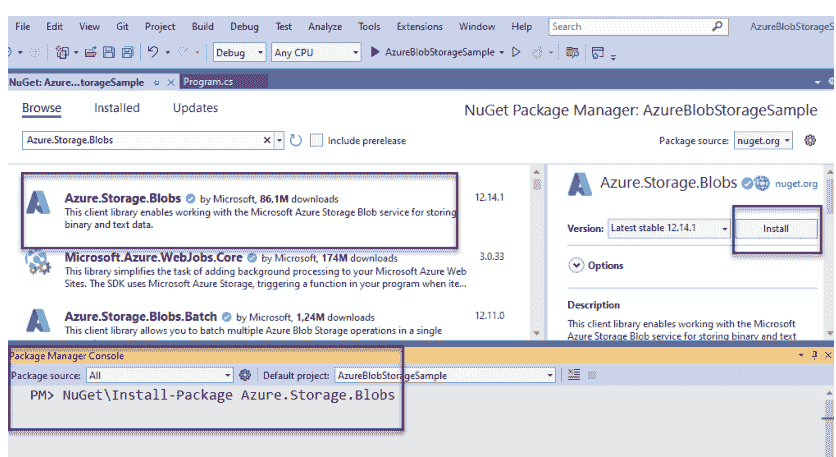 File Edit View Git Project Build Debug Test Analyze Tools Extensions Window Help Search AzureBlobStorageS
Debug Any CPU AzureBlobStorageSample
NuGet: Azure...torageSample Program.cs
Browse Installed Updates
NuGet Package Manager: AzureBlobStorageSample
Azure.Storage.Blobs Include prerelease
Package source: nuget.org
Azure.Storage.Blobs by Microsoft, 86,1M downloads 12.14.1
This client library enables working with the Microsoft Azure Storage Blob service for storing
binary and text data.
Microsoft.Azure.WebJobs.Core by Microsoft, 174M downloads 3.0.33
This library simplifies the task of adding background processing to your Microsoft Azure Web
Sites. The SDK uses Microsoft Azure Storage, triggering a function in your program when ite...
Azure.Storage.Blobs.Batch by Microsoft, 1,24M downloads 12.11.0
This client library allows you to batch multiple Azure Blob Storage operations in a single
Azure.Storage.Blobs nuget.org
Version: Latest stable 12.14.1 Install
Options
Description
This client library enables working with the Microsoft
Azure Storage Blob service for storing binary and text
Package Manager Console
Package source: All Default project: AzureBlobStorageSample
PM> NuGet\Install-Package Azure.Storage.Blobs